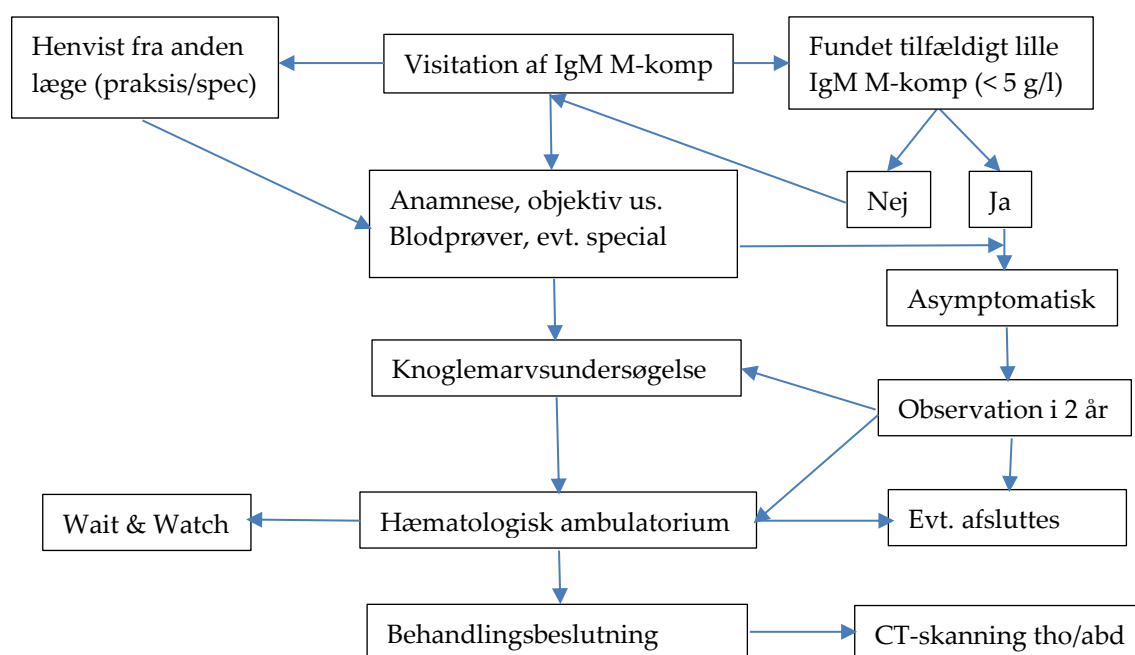 Henvist fra anden
læge (praksis/spec)
Visitation af IgM M-komp
Fundet tilfældigt lille
IgM M-komp (< 5 g/l)
Nej
Ja
Anamnese, objektiv us.
Blodprøver, evt. special
Asymptomatisk
Knoglemarvsundersøgelse
Observation i 2 år
Wait & Watch
Hæmatologisk ambulatorium
Evt. afsluttes
Behandlingsbeslutning
CT-skanning tho/abd